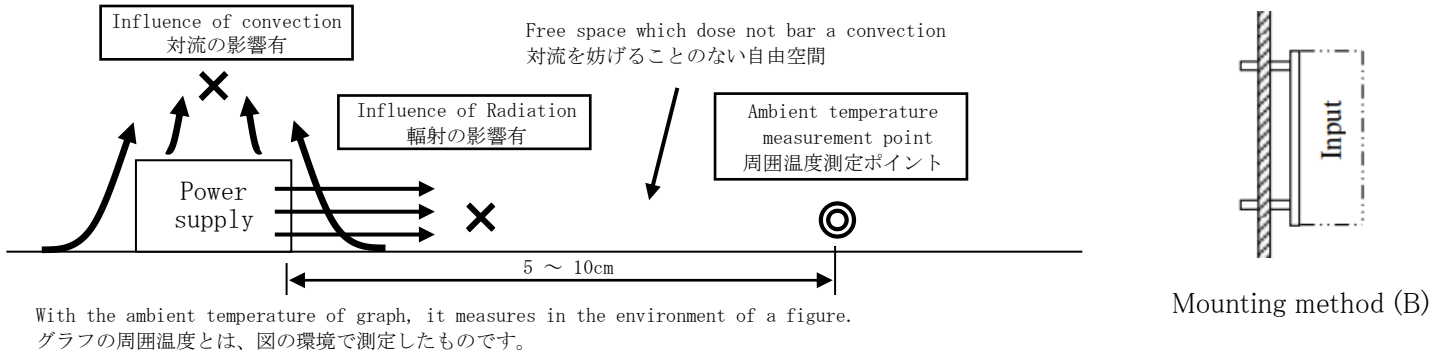 Influence of convection
対流の影響有
Free space which dose not bar a convection
対流を妨げることのない自由空間
Influence of Radiation
輻射の影響有
Ambient temperature
measurement point
周囲温度測定ポイント
Power
supply
Input
5 ～ 10cm
Mounting method (B)
With the ambient temperature of graph, it measures in the environment of a figure.
グラフの周囲温度とは、図の環境で測定したものです。